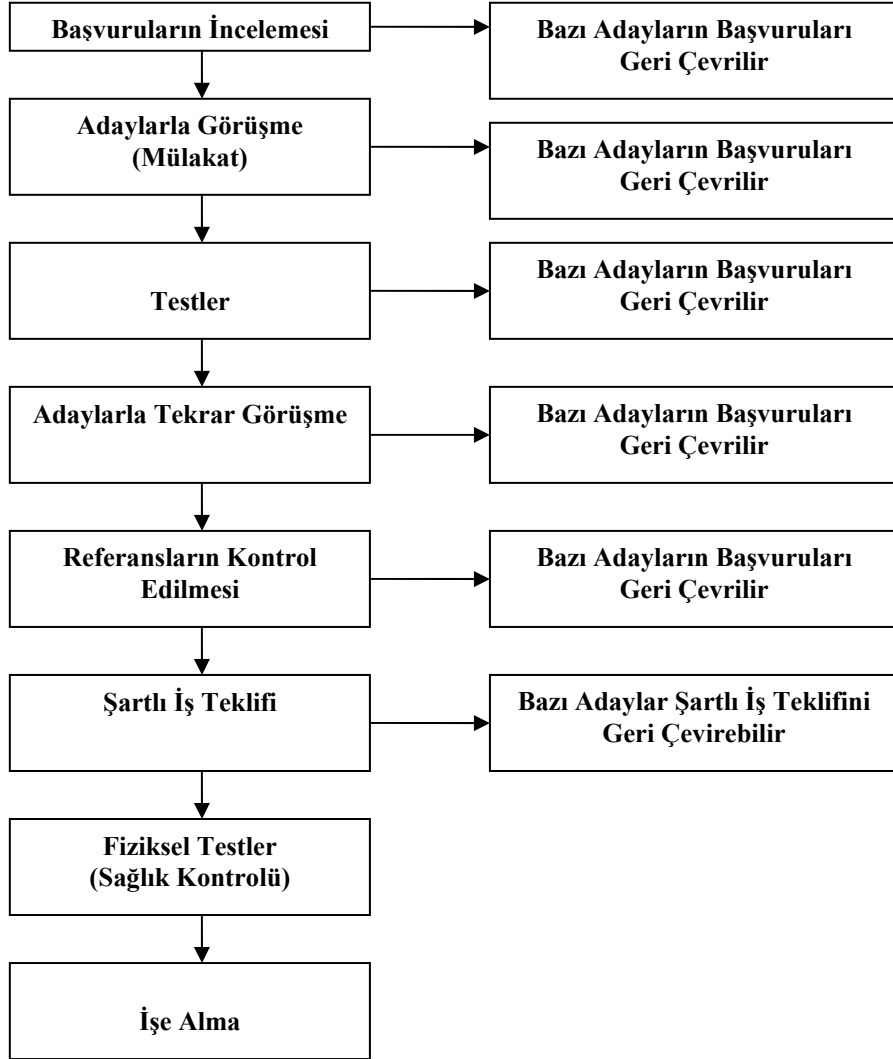 Başvuruların İncelemesi
Bazı Adayların Başvuruları
Geri Çevrilir
Adaylarla Görüşme
(Mülakat)
Bazı Adayların Başvuruları
Geri Çevrilir
Testler
Bazı Adayların Başvuruları
Geri Çevrilir
Adaylarla Tekrar Görüşme
Bazı Adayların Başvuruları
Geri Çevrilir
Referansların Kontrol
Edilmesi
Bazı Adayların Başvuruları
Geri Çevrilir
Şartlı İş Teklifi
Bazı Adaylar Şartlı İş Teklifini
Geri Çevirebilir
Fiziksel Testler
(Sağlık Kontrolü)
İşe Alma